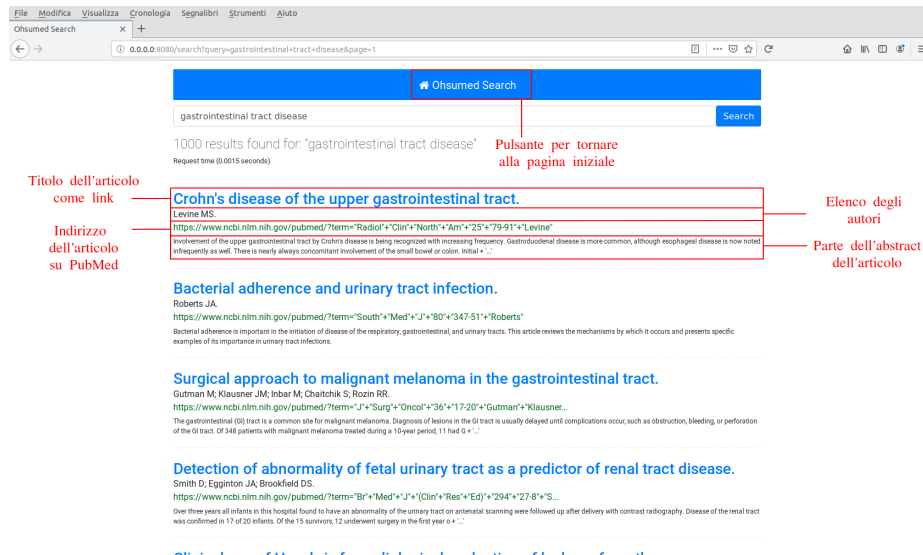 File Modifica Visualizza Cronologia Segnalibri Strumenti Aiuto
Ohsumed Search × +
0.0.0.0:8080/search?query=gastrointestinal+tract+disease&page=1
Ohsumed Search
gastrointestinal tract disease
Search
1000 results found for: "gastrointestinal tract disease"
Request time (0.0015 seconds)
Pulsante per tornare
alla pagina iniziale
Titolo dell'articolo
come link
Crohn's disease of the upper gastrointestinal tract.
Levine MS.
Elenco degli
autori
https://www.ncbi.nlm.nih.gov/pubmed/?term="Radiol"+"Clin"+"North"+"Am"+"25"+"79-91"+"Levine"
Indirizzo
dell'articolo
su PubMed
Involvement of the upper gastrointestinal tract by Crohn's disease is being recognized with increasing frequency. Gastroduodenal disease is more common, although esophageal disease is now noted
infrequently as well. There is nearly always concomitant involvement of the small bowel or colon. Initial + '...'
Parte dell'abstract
dell'articolo
Bacterial adherence and urinary tract infection.
Roberts JA.
https://www.ncbi.nlm.nih.gov/pubmed/?term="South"+"Med"+"J"+"80"+"347-51"+"Roberts"
Bacterial adherence is important in the initiation of disease of the respiratory, gastrointestinal, and urinary tracts. This article reviews the mechanisms by which it occurs and presents specific
examples of its importance in urinary tract infections.
Surgical approach to malignant melanoma in the gastrointestinal tract.
Gutman M; Klausner JM; Inbar M; Chaitchik S; Rozin RR.
https://www.ncbi.nlm.nih.gov/pubmed/?term="J"+"Surg"+"Oncol"+"36"+"17-20"+"Gutman"+"Klausner...
The gastrointestinal (GI) tract is a common site for malignant melanoma. Diagnosis of lesions in the GI tract is usually delayed until complications occur, such as obstruction, bleeding, or perforation
of the GI tract. Of 348 patients with malignant melanoma treated during a 10-year period, 11 had G + '...'
Detection of abnormality of fetal urinary tract as a predictor of renal tract disease.
Smith D; Egginton JA; Brookfield DS.
https://www.ncbi.nlm.nih.gov/pubmed/?term="Br"+"Med"+"J"+"(Clin"+"Res"+"Ed)"+"294"+"27-8"+"S...
Over three years all infants in this hospital found to have an abnormality of the urinary tract on antenatal scanning were followed up after delivery with contrast radiography. Disease of the renal tract
was confirmed in 17 of 20 infants. Of the 15 survivors, 12 underwent surgery in the first year o + '...'